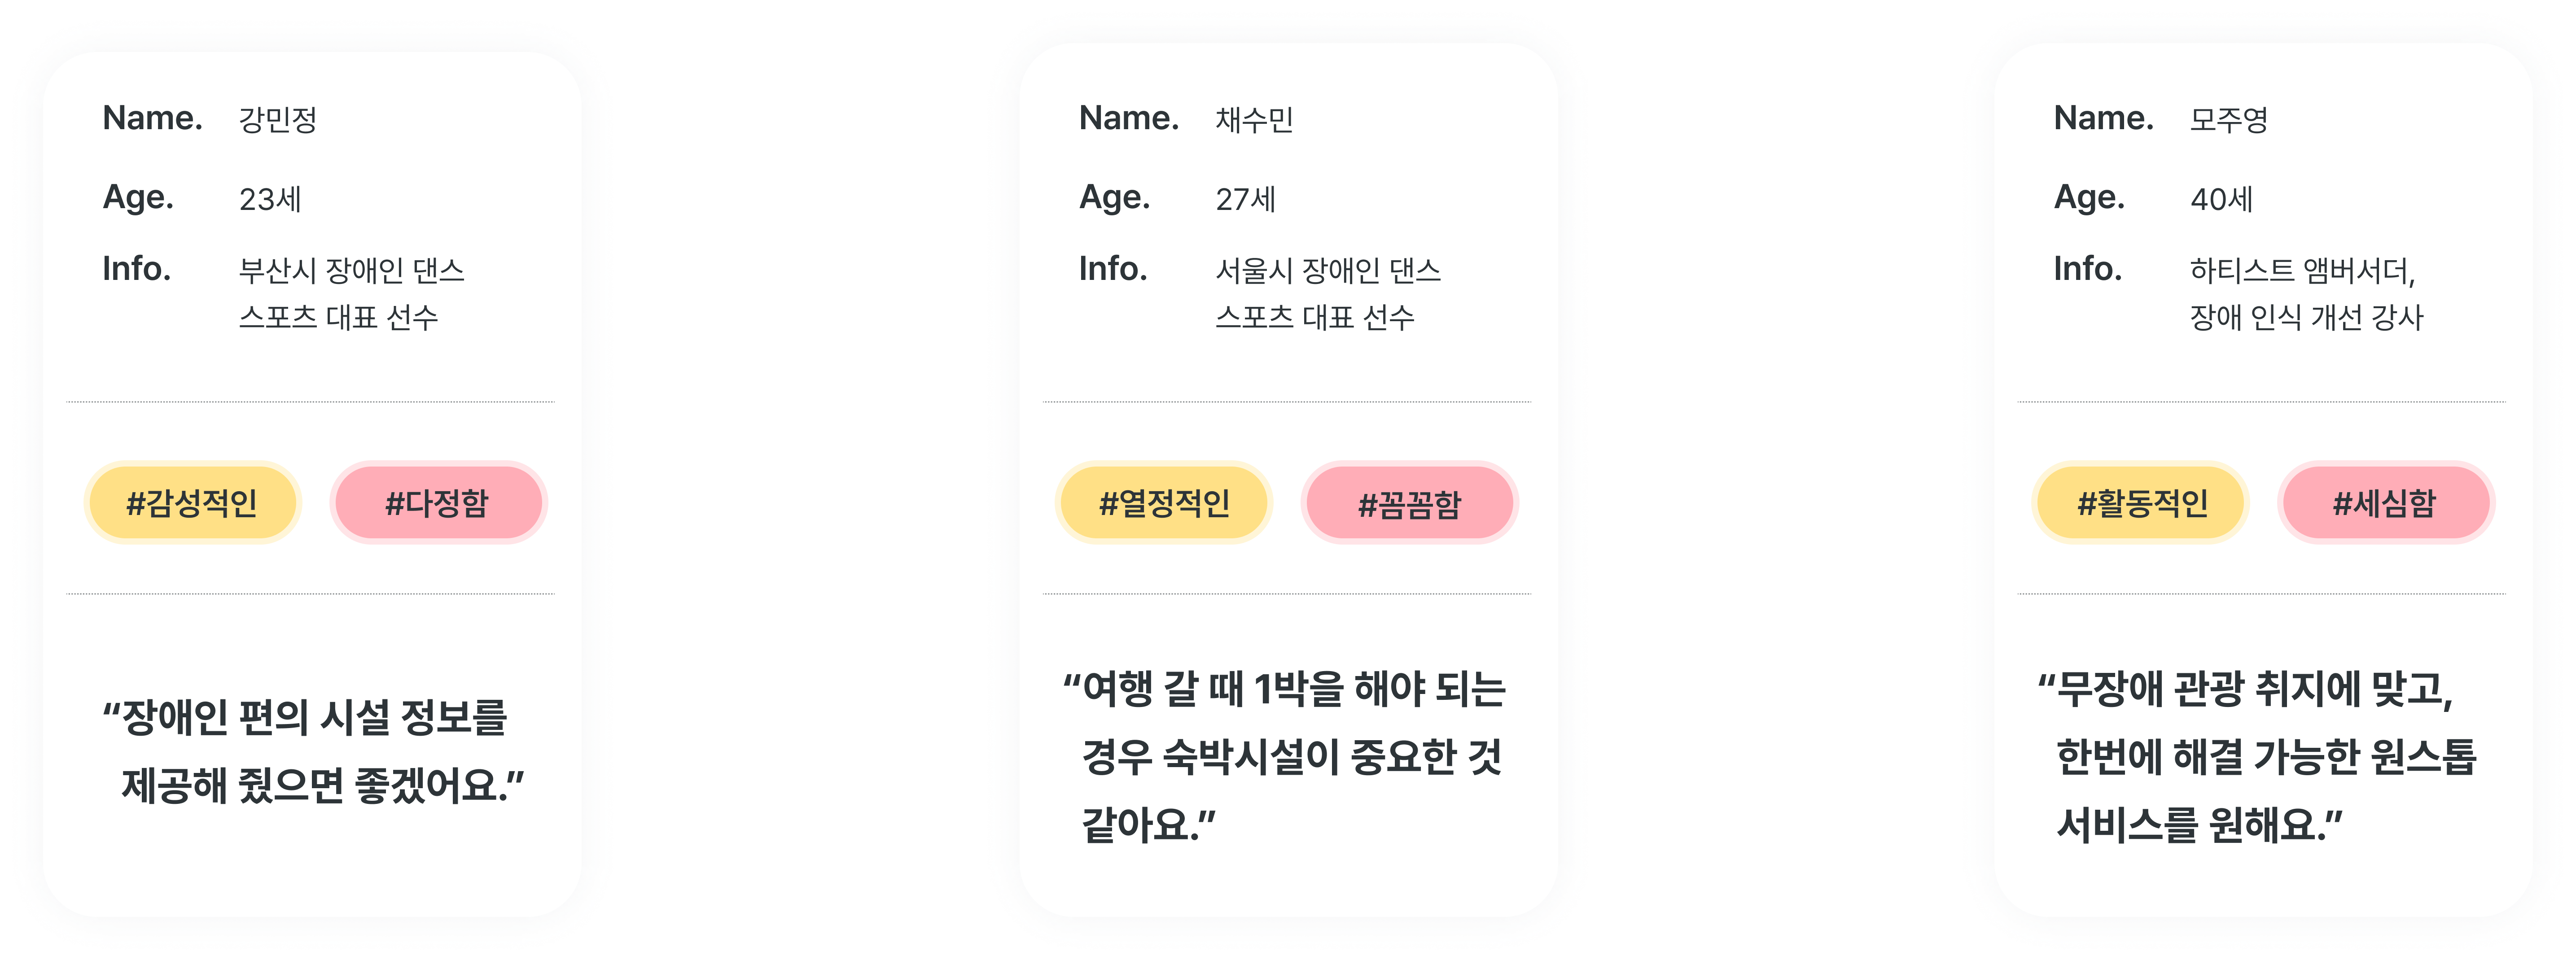 Name. 강민정
Age. 23세
Info. 부산시 장애인 댄스
스포츠 대표 선수
#감성적인 #다정함
“장애인 편의 시설 정보를
제공해 줬으면 좋겠어요.”
Name. 채수민
Age. 27세
Info. 서울시 장애인 댄스
스포츠 대표 선수
#열정적인 #꼼꼼함
“여행 갈 때 1박을 해야 되는
경우 숙박시설이 중요한 것
같아요.”
Name. 모주영
Age. 40세
Info. 하티스트 앰버서더,
장애 인식 개선 강사
#활동적인 #세심함
“무장애 관광 취지에 맞고,
한번에 해결 가능한 원스톱
서비스를 원해요.”